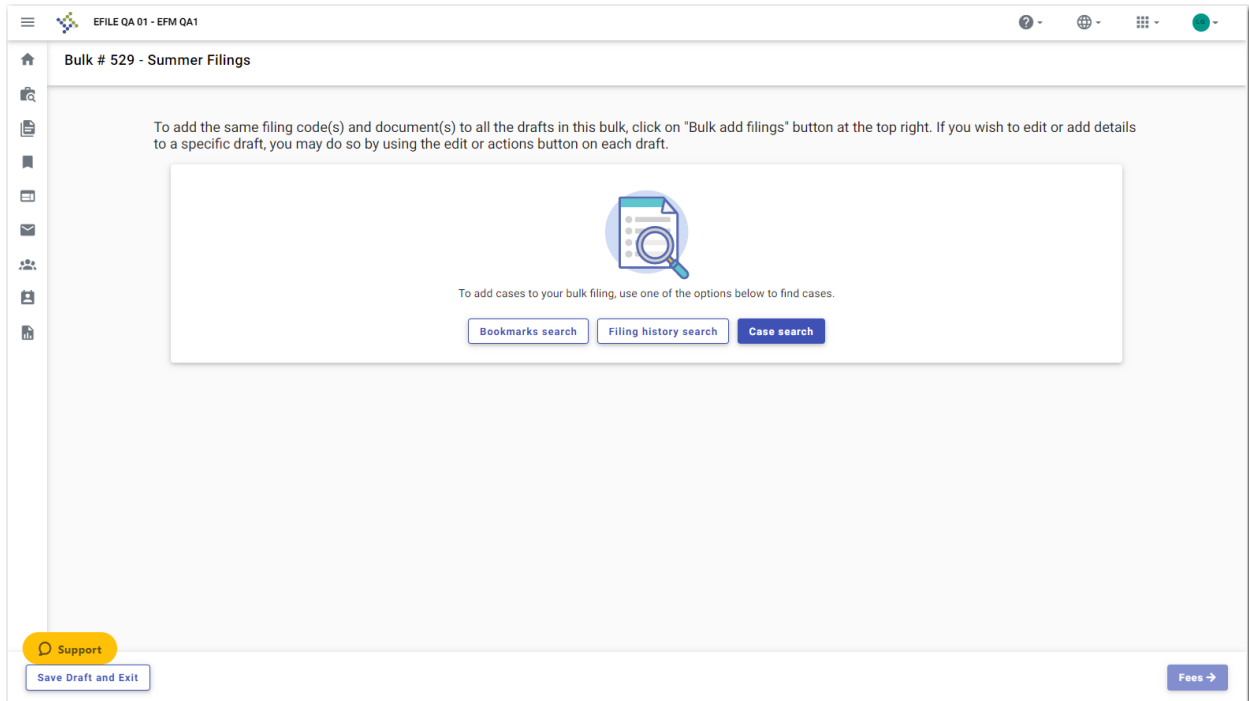 EFILE QA 01 - EFM QA1
Bulk # 529 - Summer Filings
To add the same filing code(s) and document(s) to all the drafts in this bulk, click on "Bulk add filings" button at the top right. If you wish to edit or add details
to a specific draft, you may do so by using the edit or actions button on each draft.
To add cases to your bulk filing, use one of the options below to find cases.
Bookmarks search
Filing history search
Case search
Support
Save Draft and Exit
Fees →